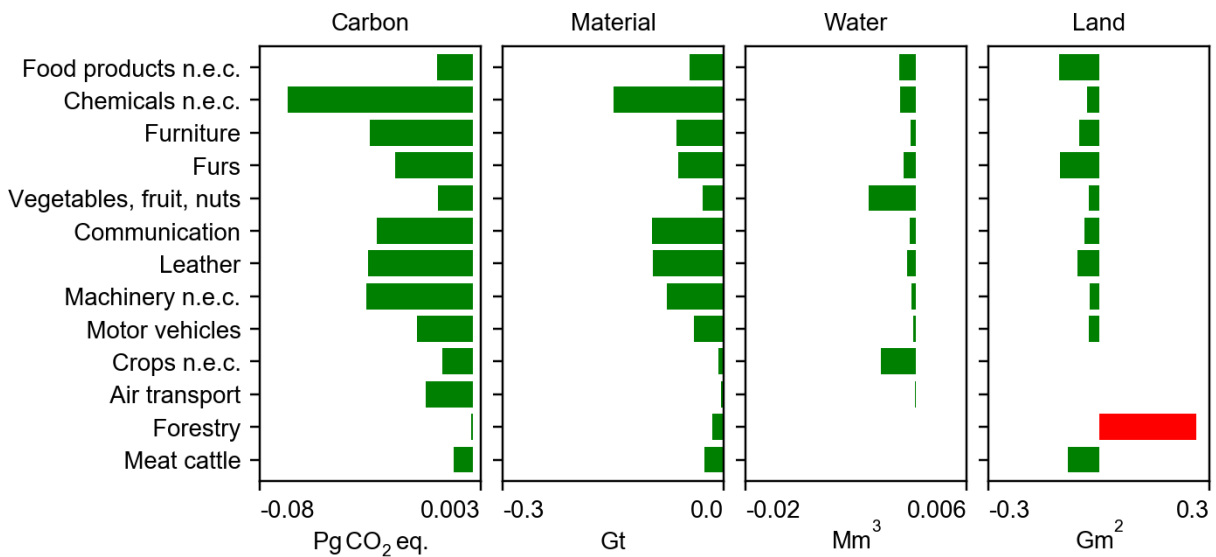 Carbon Material Water Land
Food products n.e.c.
Chemicals n.e.c.
Furniture
Furs
Vegetables, fruit, nuts
Communication
Leather
Machinery n.e.c.
Motor vehicles
Crops n.e.c.
Air transport
Forestry
Meat cattle
-0.08 0.003 -0.3 0.0 -0.02 0.006 -0.3 0.3
Pg CO₂ eq. Gt Mm³ Gm²